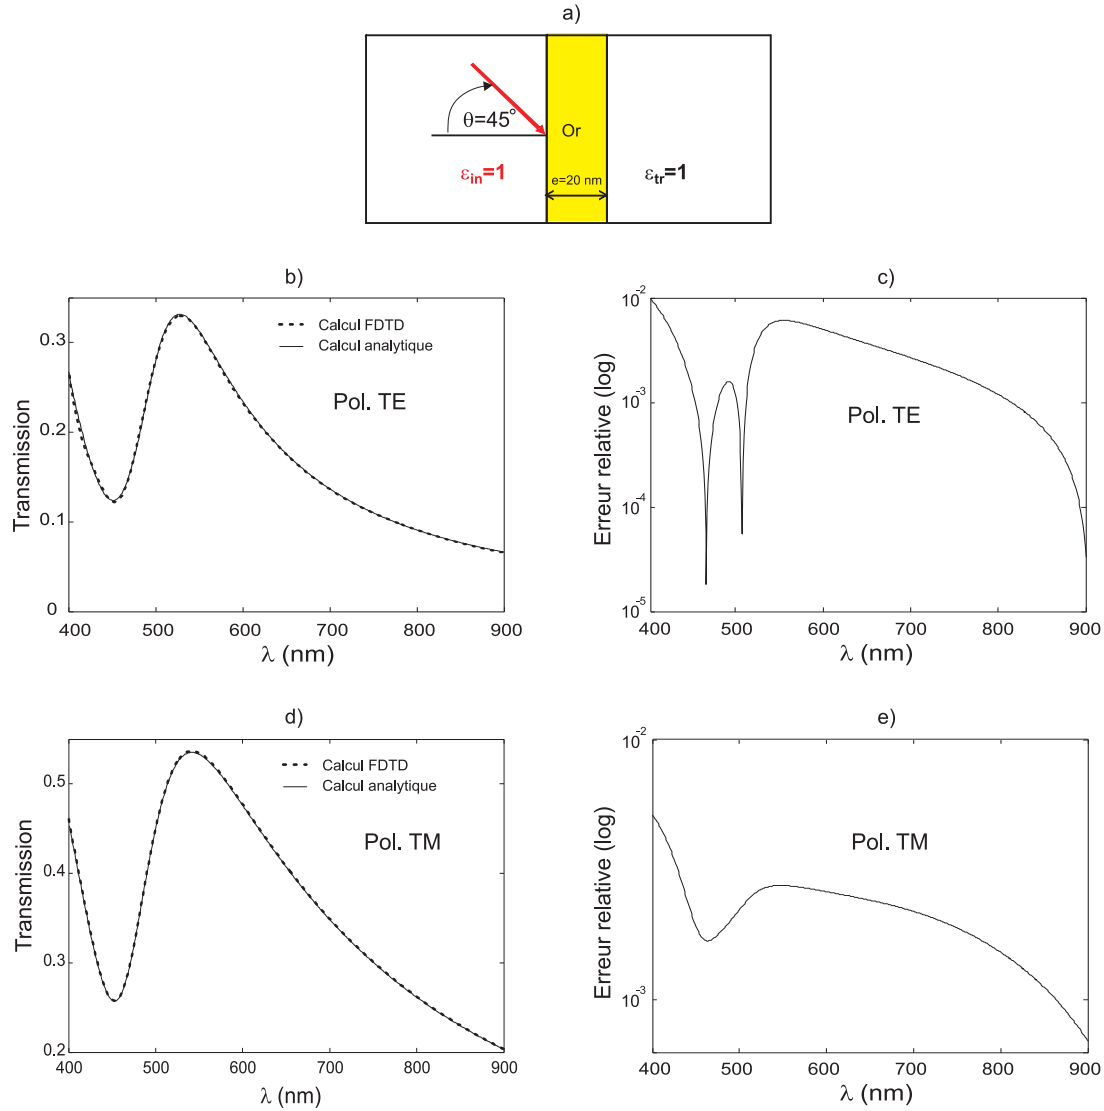 a)
θ=45°
Or
ε_in=1
e=20 nm
ε_tr=1
b)
0.3
0.2
0.1
0
Transmission
Calcul FDTD
Calcul analytique
Pol. TE
400 500 600 700 800 900
λ (nm)
c)
10⁻²
10⁻³
10⁻⁴
10⁻⁵
Erreur relative (log)
Pol. TE
400 500 600 700 800 900
λ (nm)
d)
0.5
0.4
0.3
0.2
Transmission
Calcul FDTD
Calcul analytique
Pol. TM
400 500 600 700 800 900
λ (nm)
e)
10⁻²
10⁻³
Erreur relative (log)
Pol. TM
400 500 600 700 800 900
λ (nm)